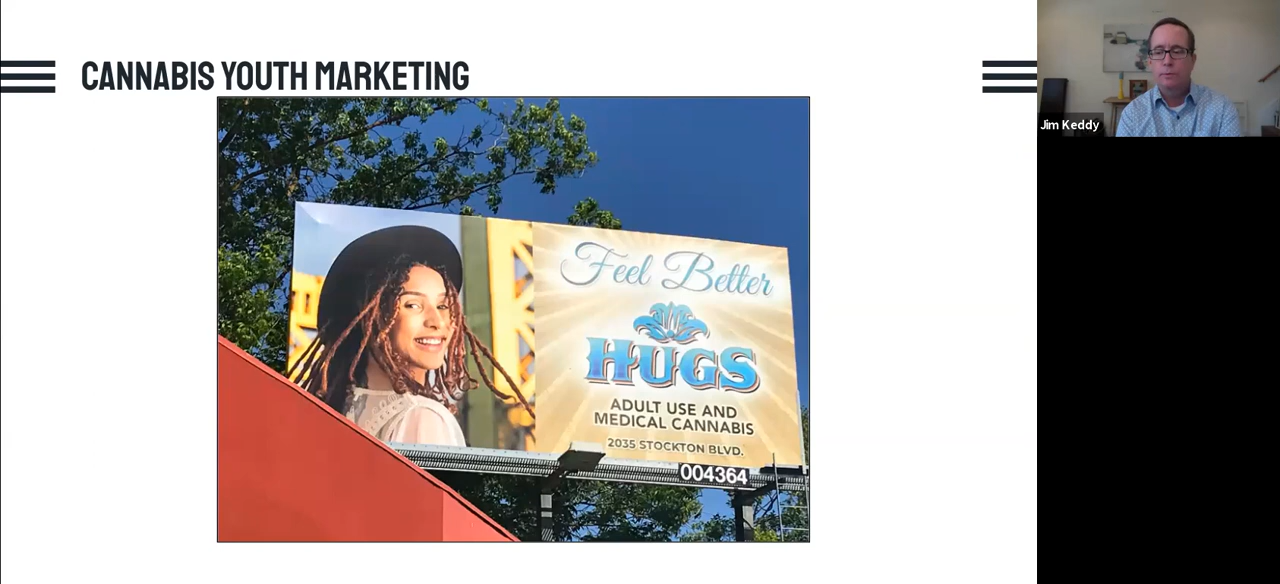 CANNABIS YOUTH MARKETING
Jim Keddy
Feel Better
HUGS
ADULT USE AND
MEDICAL CANNABIS
2035 STOCKTON BLVD.
004364